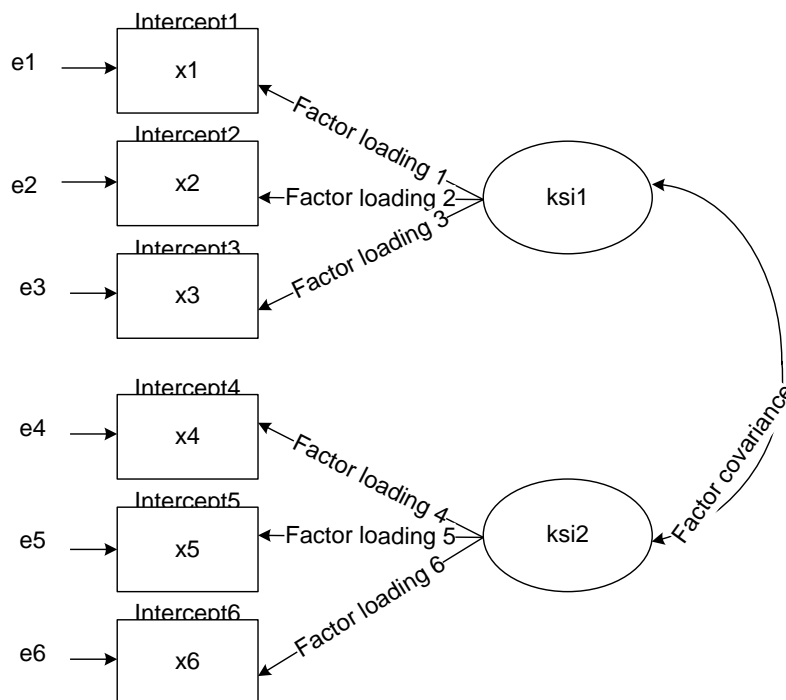 Intercept1
e1
x1
Factor loading 1
Intercept2
e2
x2
Factor loading 2
ksi1
Intercept3
e3
x3
Factor loading 3
Intercept4
e4
x4
Factor loading 4
Factor covariance
Intercept5
e5
x5
Factor loading 5
ksi2
Intercept6
e6
x6
Factor loading 6